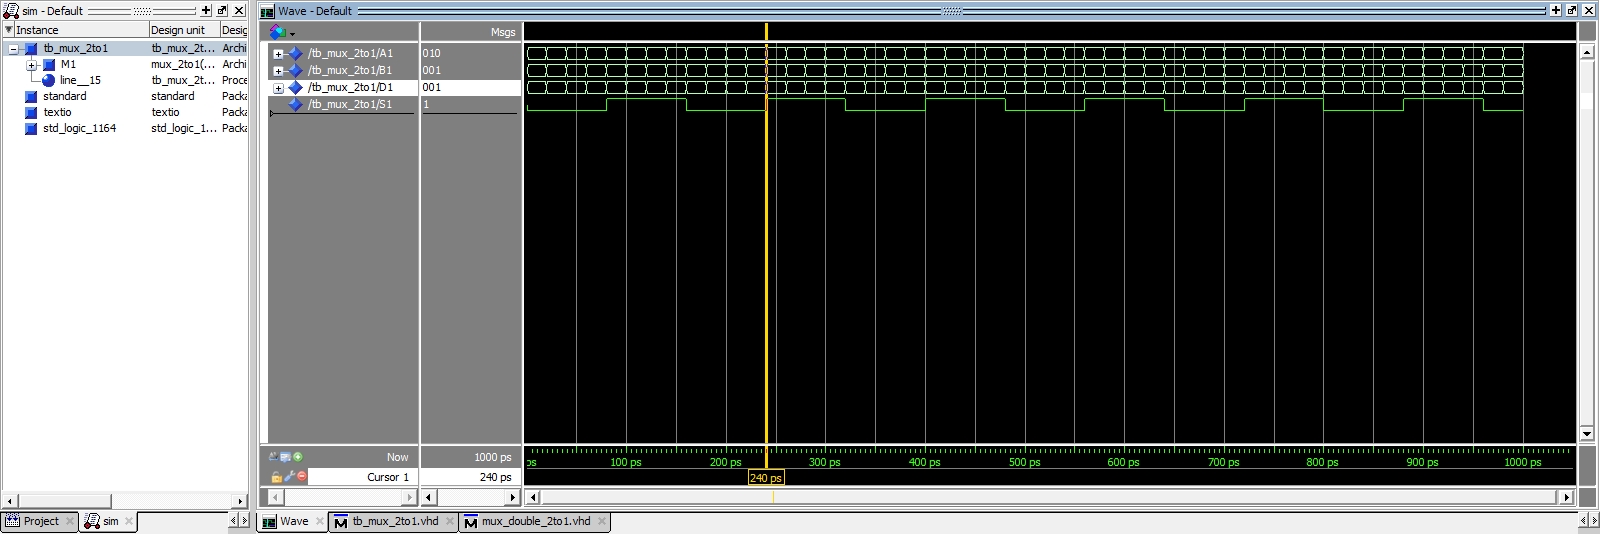 sim - Default
Instance Design unit Desig
tb_mux_2to1 tb_mux_2t... Archi
M1 mux_2to1(... Archi
line__15 tb_mux_2t... Proce
standard standard Packa
textio textio Packa
std_logic_1164 std_logic_1... Packa
Project sim
Wave - Default
Msgs
/tb_mux_2to1/A1 010
/tb_mux_2to1/B1 001
/tb_mux_2to1/D1 001
/tb_mux_2to1/S1 1
Now 1000 ps
ps 100 ps 200 ps 300 ps 400 ps 500 ps 600 ps 700 ps 800 ps 900 ps 1000 ps
Cursor 1 240 ps
240 ps
Wave tb_mux_2to1.vhd mux_double_2to1.vhd